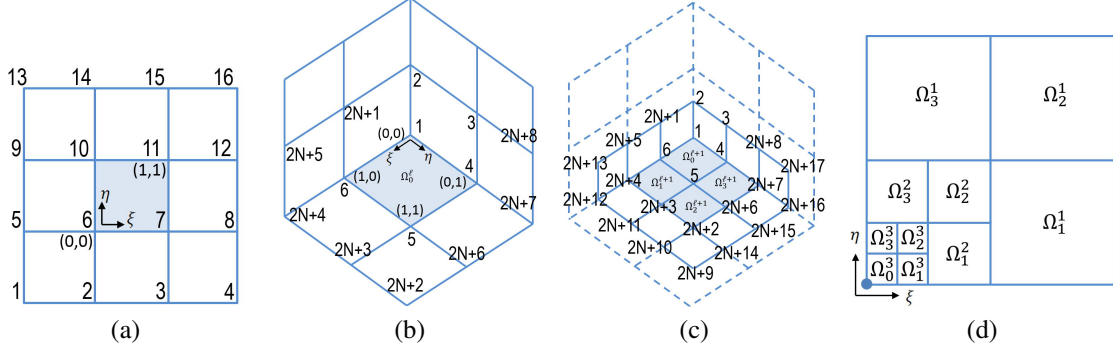 13 14 15 16
9 10 11 12
(1,1)
η
5 6 ξ 7 8
(0,0)
1 2 3 4
(a)
2
2N+1
(0,0) 1 3 2N+8
ξ η
2N+5 4
6 (1,0) Ω₀^ℓ (0,1)
2N+4 (1,1) 2N+7
5
2N+3 2N+6
2N+2
(b)
2
2N+1 3
1
2N+5 2N+8
6 4
Ω₀^ℓ⁺¹
2N+13 2N+17
2N+4 Ω₁^ℓ⁺¹ 5 Ω₃^ℓ⁺¹ 2N+7
2N+12 2N+3 Ω₂^ℓ⁺¹ 2N+6 2N+16
2N+11 2N+2 2N+15
2N+10 2N+14
2N+9
(c)
Ω₃¹ Ω₂¹
Ω₃² Ω₂²
Ω₁¹
Ω₃³ Ω₂³
Ω₁²
η Ω₀³ Ω₁³
ξ
(d)